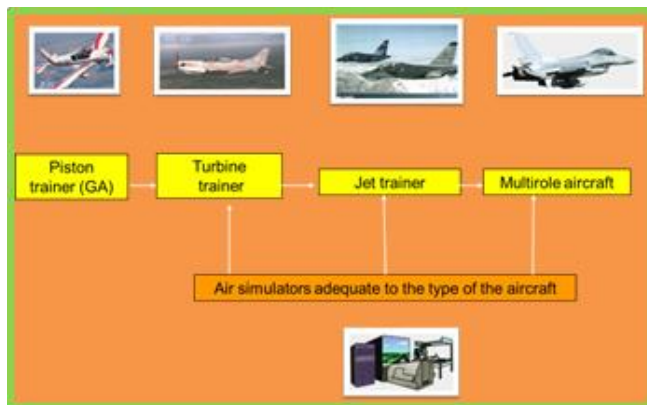 Piston
trainer (GA)
Turbine
trainer
Jet trainer
Multirole aircraft
Air simulators adequate to the type of the aircraft